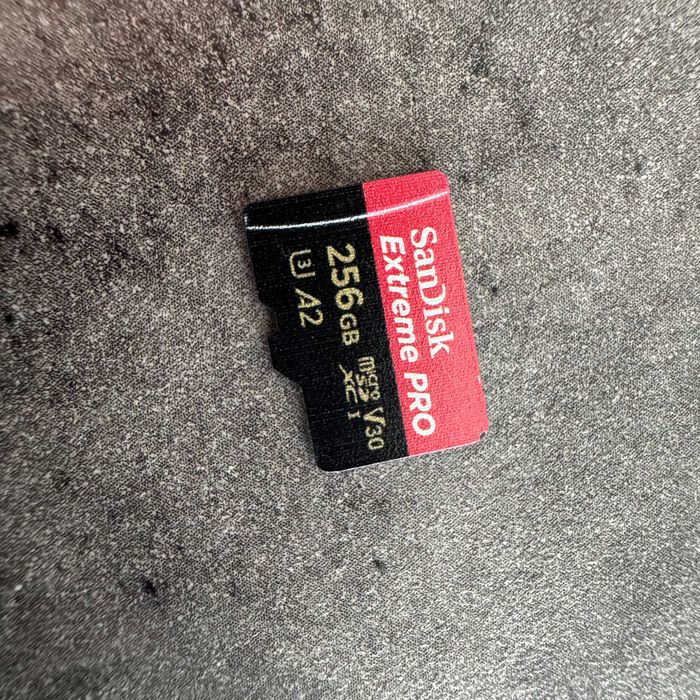 SanDisk
Extreme PRO
256GB
micro
SD
XC I
V30
U3 A2